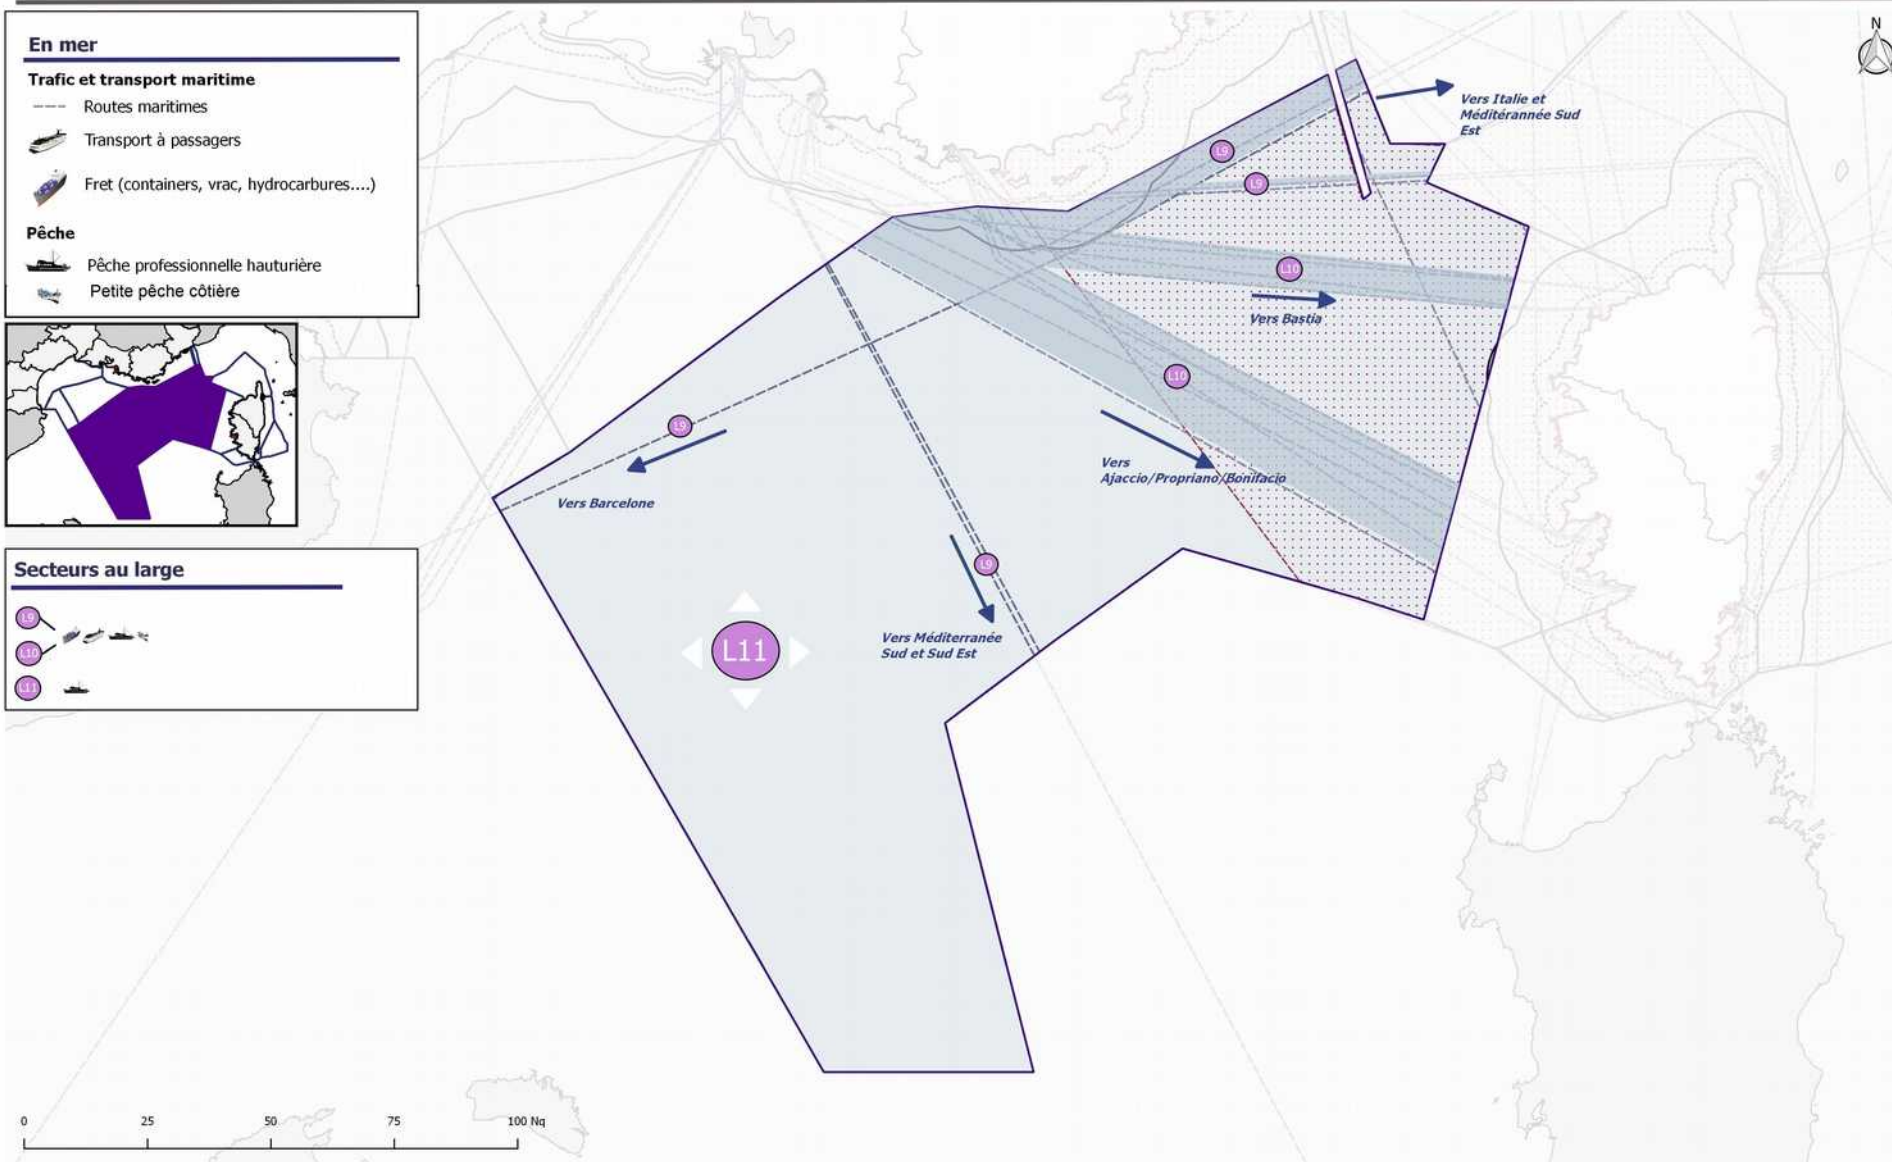 En mer
Trafic et transport maritime
Routes maritimes
Transport à passagers
Fret (containers, vrac, hydrocarbures....)
Pêche
Pêche professionnelle hauturière
Petite pêche côtière
Secteurs au large
L9
L10
L11
N
Vers Italie et
Méditérannée Sud
Est
L9
L9
L10
Vers Bastia
L10
Vers
Ajaccio/Propriano/Bonifacio
L9
Vers Barcelone
L9
Vers Méditerranée
Sud et Sud Est
L11
0 25 50 75 100 Nq